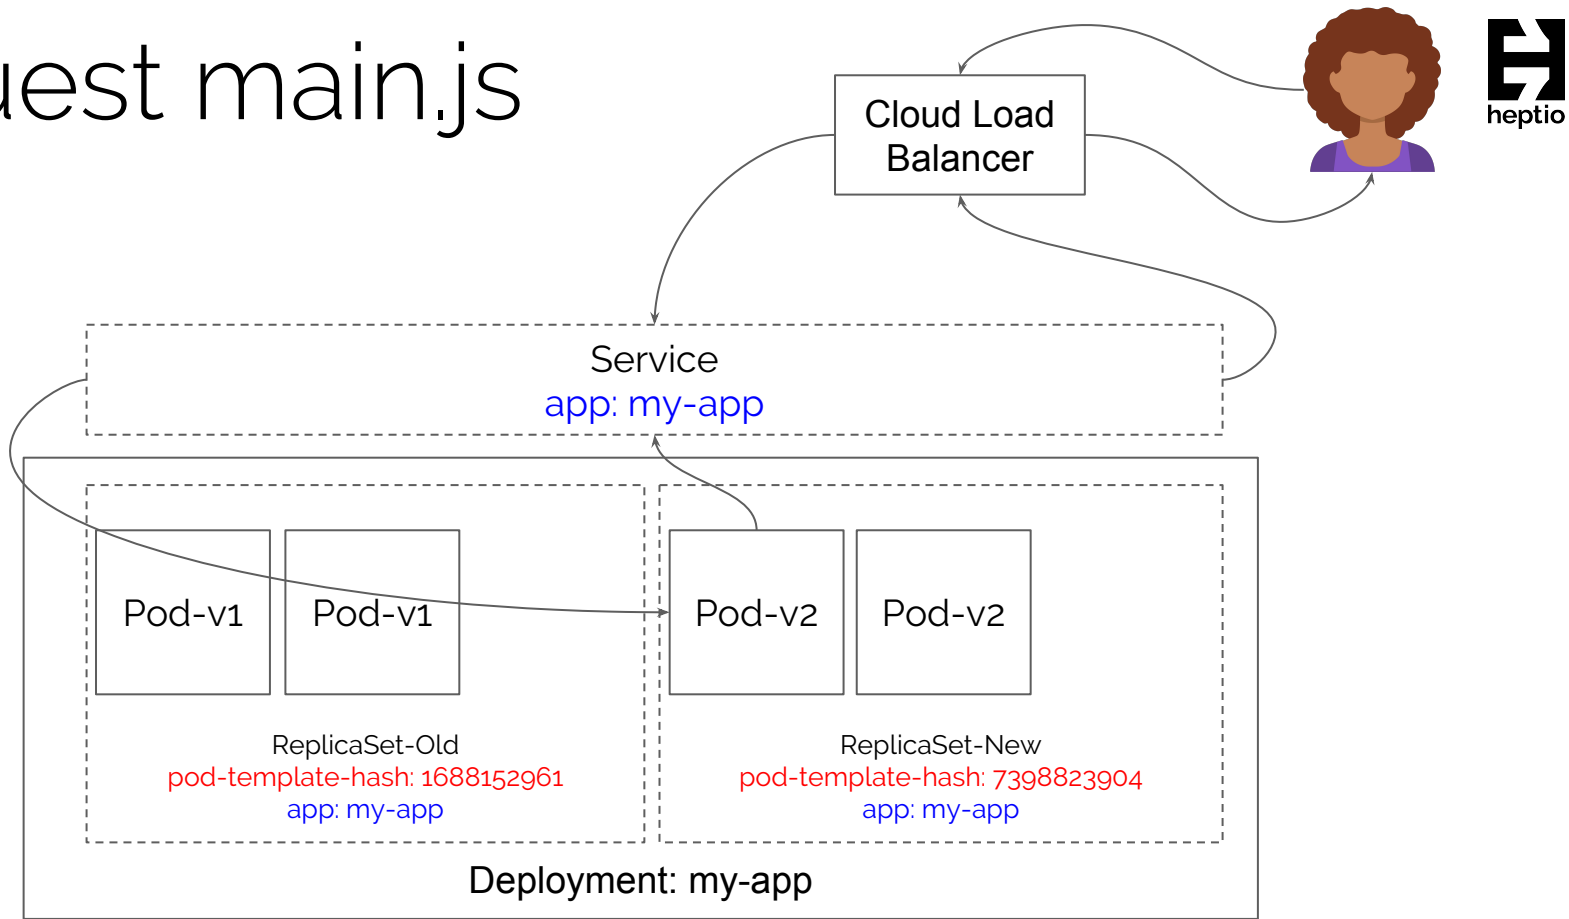 uest main.js
Cloud Load
Balancer
heptio
Service
app: my-app
Pod-v1
Pod-v1
Pod-v2
Pod-v2
ReplicaSet-Old
pod-template-hash: 1688152961
app: my-app
ReplicaSet-New
pod-template-hash: 7398823904
app: my-app
Deployment: my-app